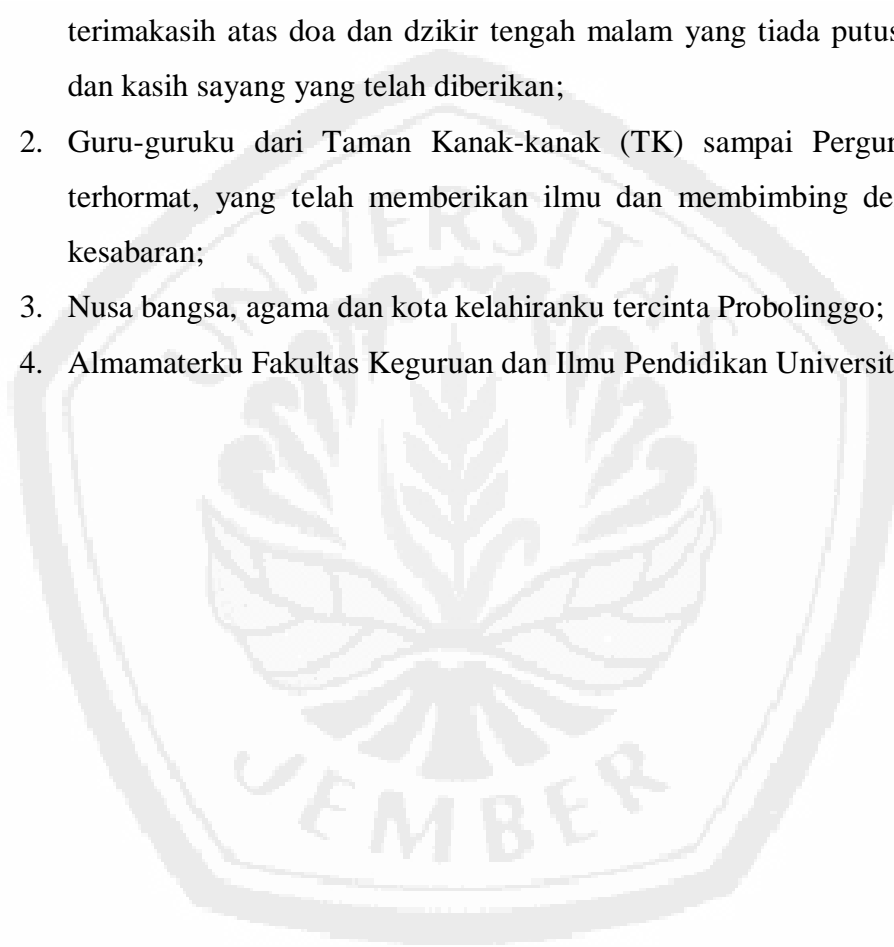 terimakasih atas doa dan dzikir tengah malam yang tiada putus
dan kasih sayang yang telah diberikan;
2. Guru-guruku dari Taman Kanak-kanak (TK) sampai Pergur
terhormat, yang telah memberikan ilmu dan membimbing de
kesabaran;
3. Nusa bangsa, agama dan kota kelahiranku tercinta Probolinggo;
4. Almamaterku Fakultas Keguruan dan Ilmu Pendidikan Universit
UNIVERSITAS
JEMBER